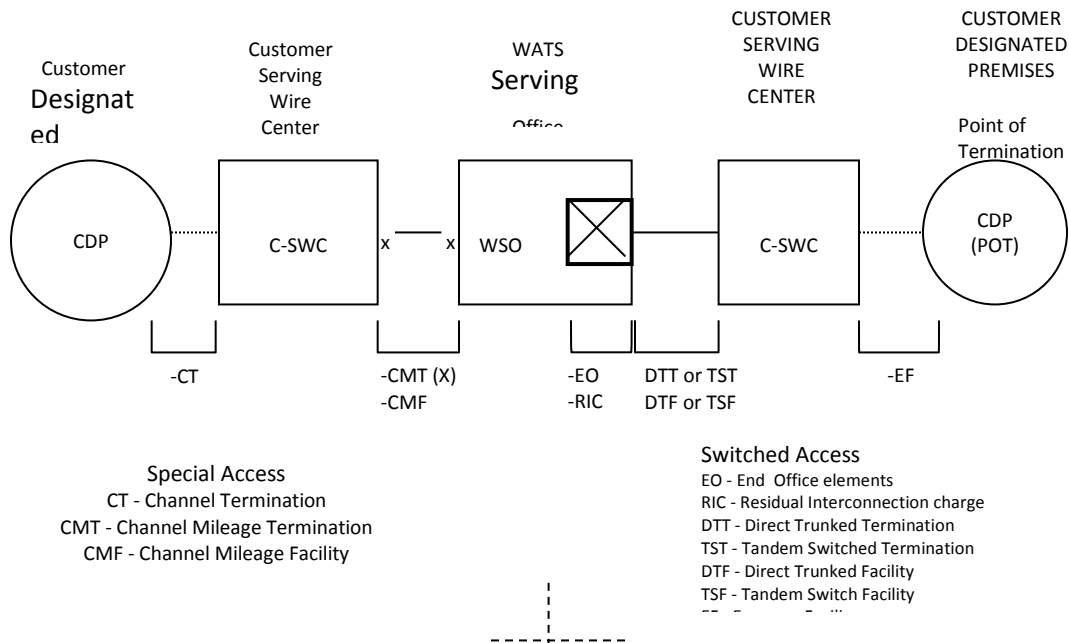 Customer
Designat
ed
Customer
Serving
Wire
Center
WATS
Serving
Office
CUSTOMER
SERVING
WIRE
CENTER
CUSTOMER
DESIGNATED
PREMISES
Point of
Termination
CDP
C-SWC
x
x
WSO
C-SWC
CDP
(POT)
-CT
-CMT (X)
-CMF
-EO
-RIC
DTT or TST
DTF or TSF
-EF
Special Access
CT - Channel Termination
CMT - Channel Mileage Termination
CMF - Channel Mileage Facility
Switched Access
EO - End Office elements
RIC - Residual Interconnection charge
DTT - Direct Trunked Termination
TST - Tandem Switched Termination
DTF - Direct Trunked Facility
TSF - Tandem Switch Facility